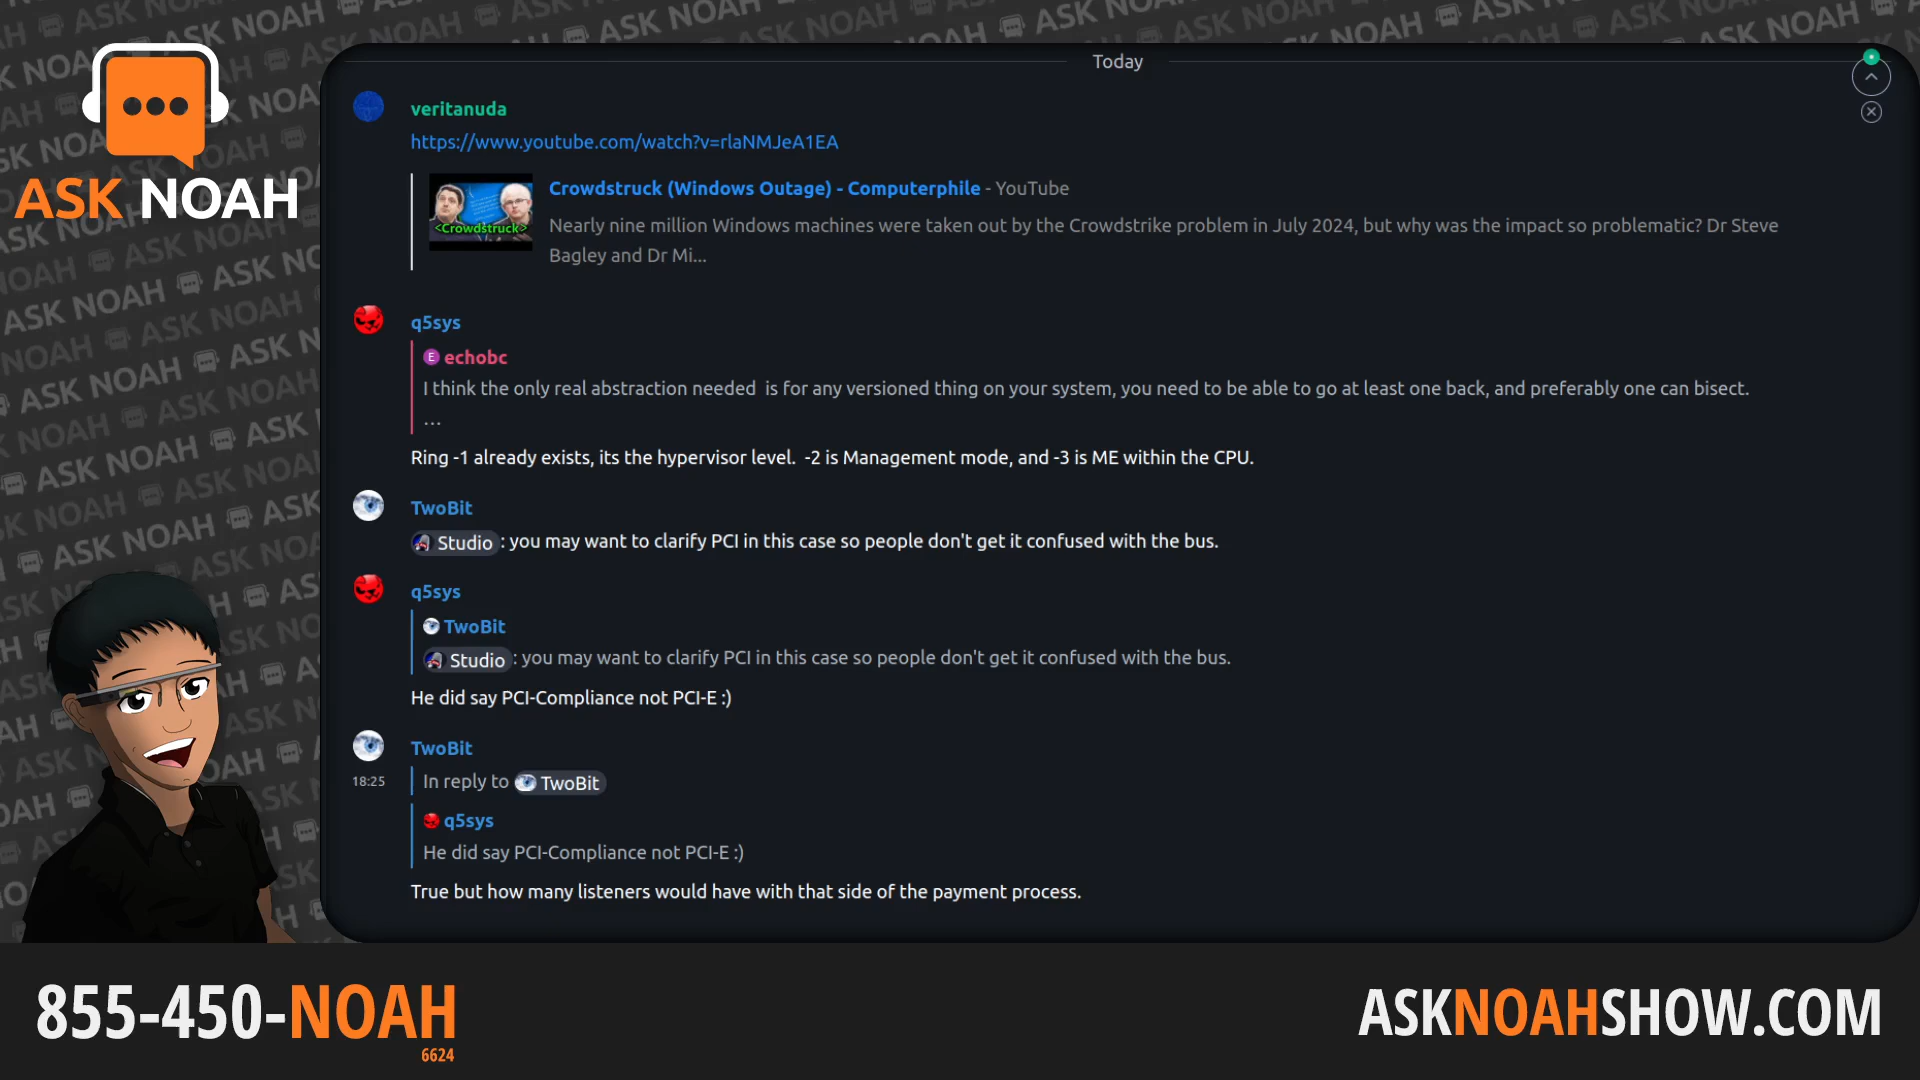 ASK NOAH
Today
veritanuda
https://www.youtube.com/watch?v=rlaNMJeA1EA
<Crowdstruck>
Crowdstruck (Windows Outage) - Computerphile - YouTube
Nearly nine million Windows machines were taken out by the Crowdstrike problem in July 2024, but why was the impact so problematic? Dr Steve
Bagley and Dr Mi...
q5sys
E echobc
I think the only real abstraction needed  is for any versioned thing on your system, you need to be able to go at least one back, and preferably one can bisect.
...
Ring -1 already exists, its the hypervisor level.  -2 is Management mode, and -3 is ME within the CPU.
TwoBit
Studio : you may want to clarify PCI in this case so people don't get it confused with the bus.
q5sys
TwoBit
Studio : you may want to clarify PCI in this case so people don't get it confused with the bus.
He did say PCI-Compliance not PCI-E :)
TwoBit
18:25
In reply to TwoBit
q5sys
He did say PCI-Compliance not PCI-E :)
True but how many listeners would have with that side of the payment process.
855-450-NOAH
6624
ASKNOAHSHOW.COM